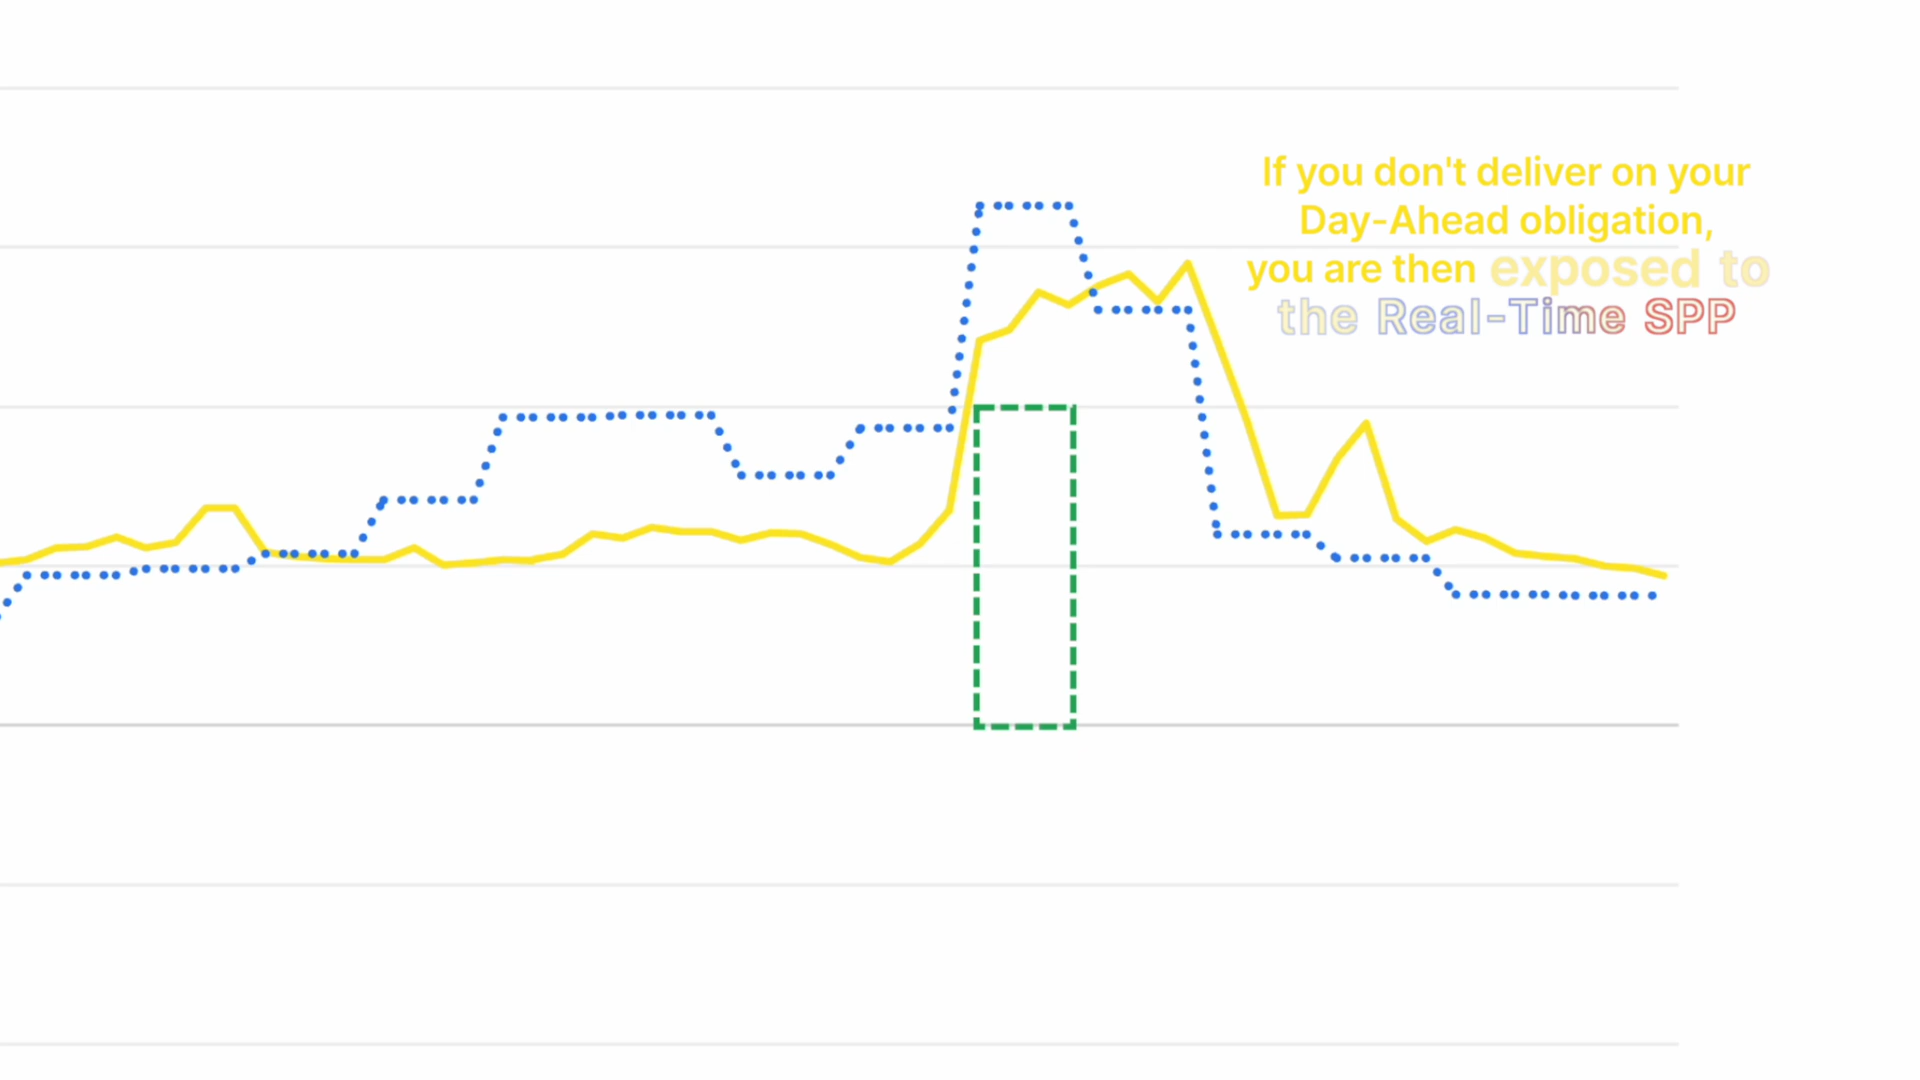 If you don't deliver on your
Day-Ahead obligation,
you are then exposed to
the Real-Time SPP